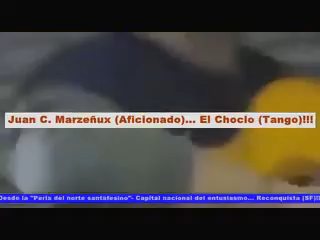 Juan C. Marzeñux (Aficionado)... El Choclo (Tango)!!!
Desde la "Perla del norte santafesino"- Capital nacional del entusiasmo... Reconquista (SF)!!